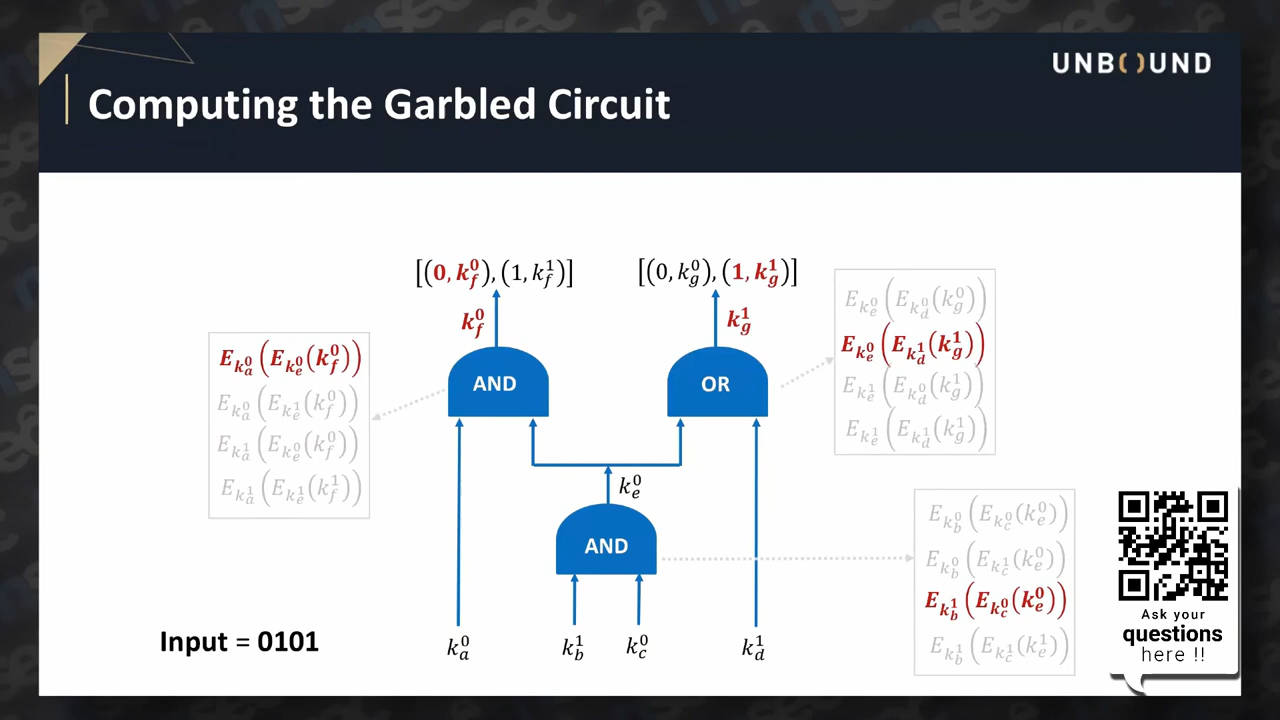 UNBOUND
Computing the Garbled Circuit
[(0, k_f^0), (1, k_f^1)]
[(0, k_g^0), (1, k_g^1)]
k_f^0
k_g^1
AND
OR
E_{k_a^0}(E_{k_e^0}(k_f^0))
E_{k_a^0}(E_{k_e^1}(k_f^0))
E_{k_a^1}(E_{k_e^0}(k_f^0))
E_{k_a^1}(E_{k_e^1}(k_f^1))
E_{k_e^0}(E_{k_d^0}(k_g^0))
E_{k_e^0}(E_{k_d^1}(k_g^1))
E_{k_e^1}(E_{k_d^0}(k_g^1))
E_{k_e^1}(E_{k_d^1}(k_g^1))
k_e^0
AND
E_{k_b^0}(E_{k_c^0}(k_e^0))
E_{k_b^0}(E_{k_c^1}(k_e^0))
E_{k_b^1}(E_{k_c^0}(k_e^0))
E_{k_b^1}(E_{k_c^1}(k_e^1))
Input = 0101
k_a^0
k_b^1
k_c^0
k_d^1
Ask your
questions
here !!